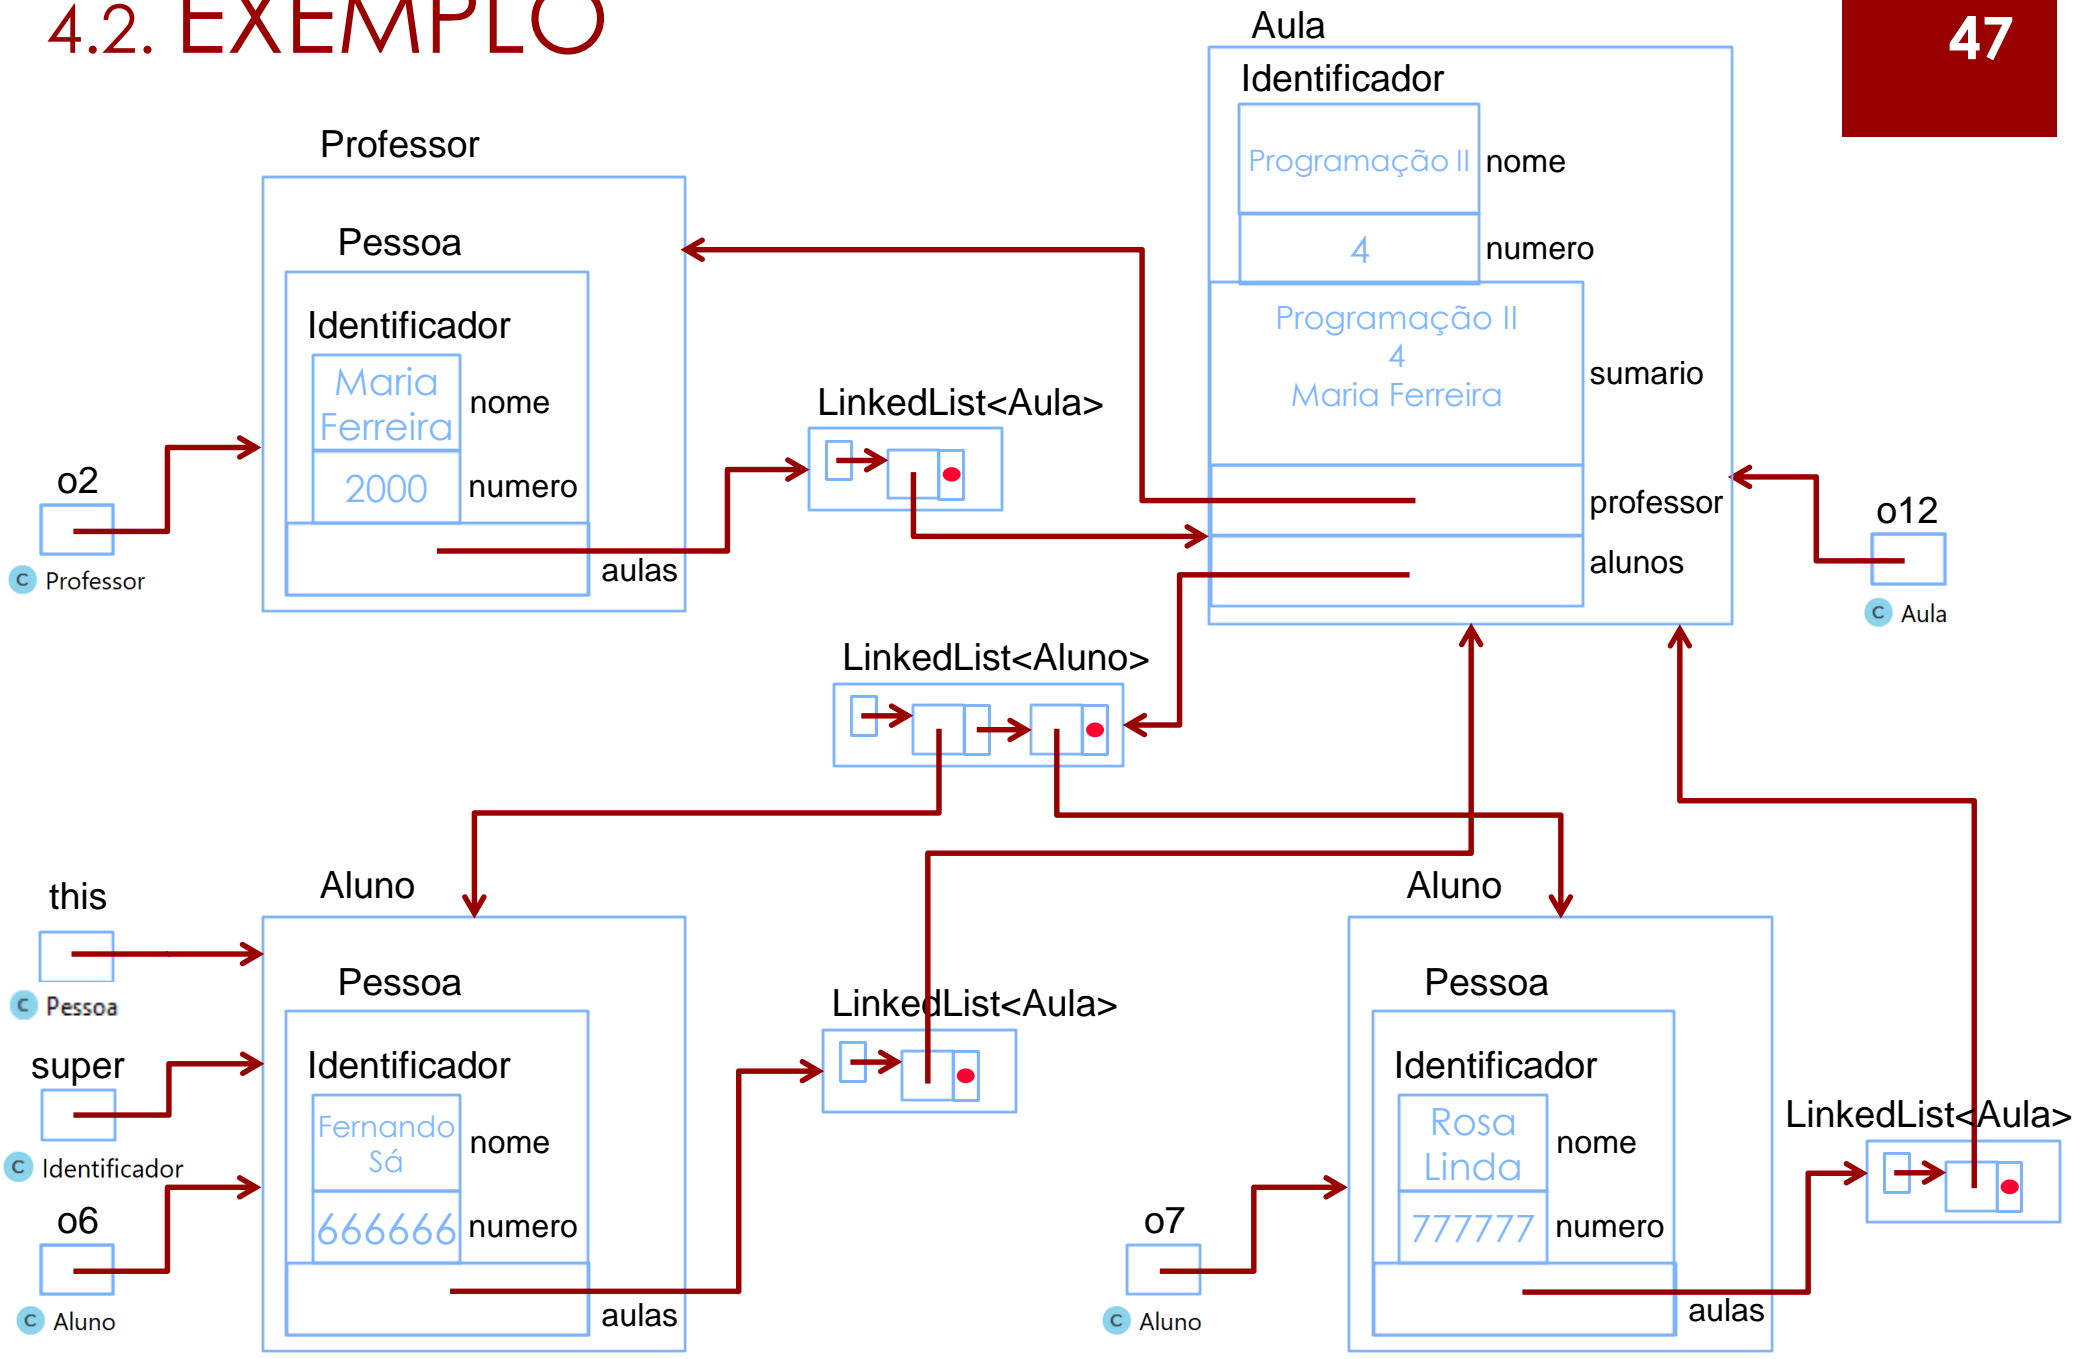 4.2. EXEMPLO
47
Aula
Identificador
Programação II
nome
4
numero
Programação II
4
Maria Ferreira
sumario
professor
alunos
o12
C Aula
Professor
Pessoa
Identificador
Maria
Ferreira
nome
2000
numero
aulas
o2
C Professor
LinkedList<Aula>
LinkedList<Aluno>
this
C Pessoa
super
C Identificador
o6
C Aluno
Aluno
Pessoa
Identificador
Fernando
Sá
nome
666666
numero
aulas
LinkedList<Aula>
Aluno
Pessoa
Identificador
Rosa
Linda
nome
777777
numero
aulas
o7
C Aluno
LinkedList<Aula>